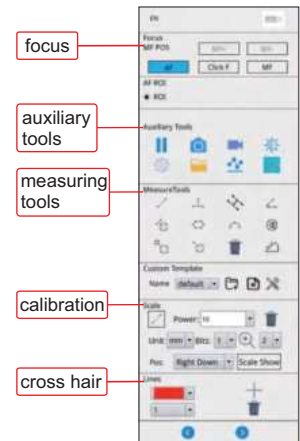 EN
Focus
focus
MF POS
AF
Click F
MF
AF ROI
ROI
auxiliary
tools
Auxiliary Tools
measuring
tools
MeasureTools
Custom Template
Name default
calibration
Scale
Power: 10
Unit mm Bits: 1 2
Pos: Right Down Scale Show
cross hair
Lines
1